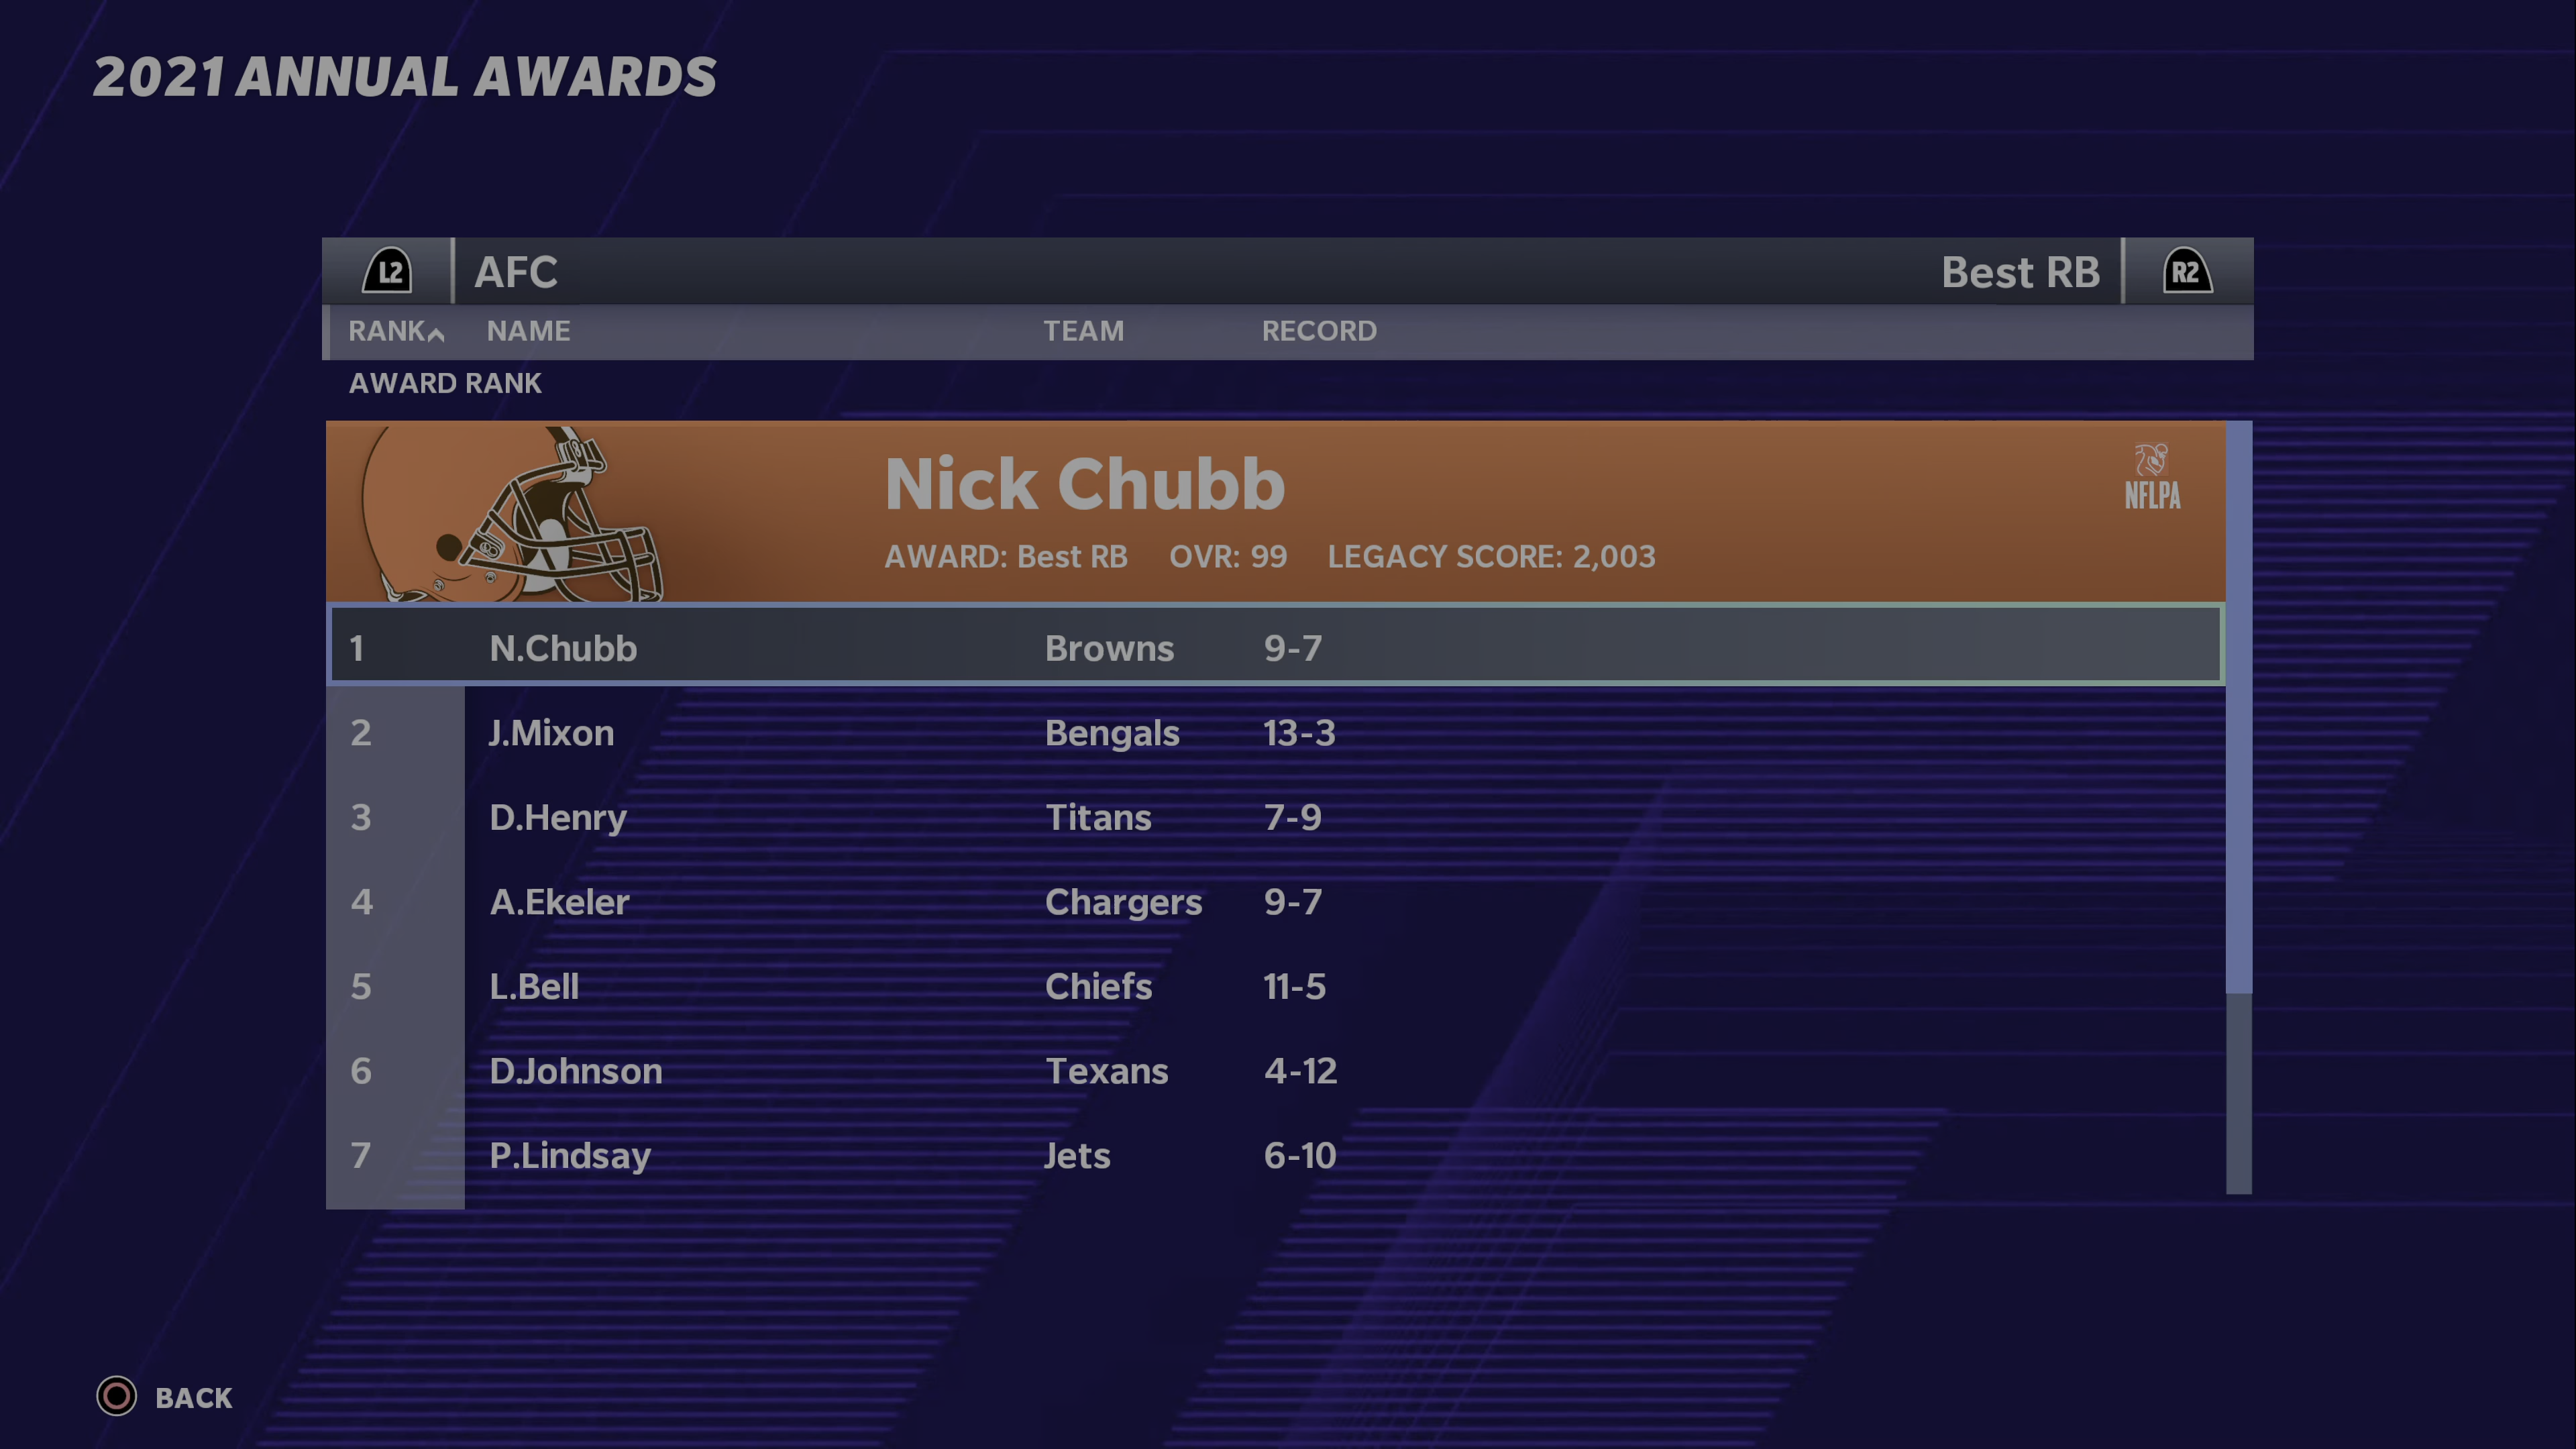 2021 ANNUAL AWARDS
L2 AFC Best RB R2
RANK NAME TEAM RECORD
AWARD RANK
Nick Chubb
NFLPA
AWARD: Best RB OVR: 99 LEGACY SCORE: 2,003
1 N.Chubb Browns 9-7
2 J.Mixon Bengals 13-3
3 D.Henry Titans 7-9
4 A.Ekeler Chargers 9-7
5 L.Bell Chiefs 11-5
6 D.Johnson Texans 4-12
7 P.Lindsay Jets 6-10
BACK